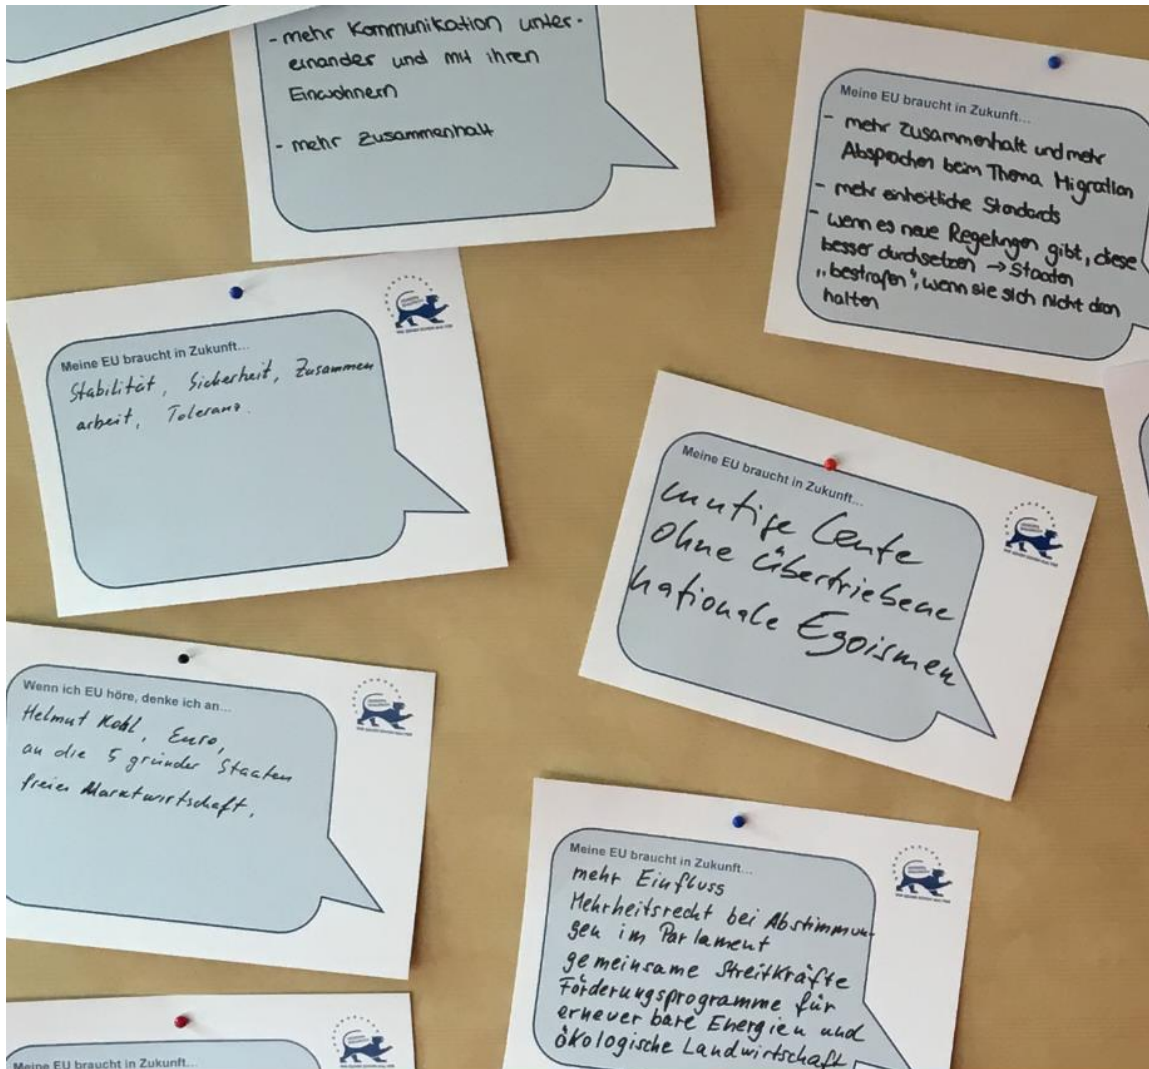 - mehr Kommunikation unter-
einander und mit ihren
Einwohnern
- mehr Zusammenhalt
Meine EU braucht in Zukunft...
- mehr Zusammenhalt und mehr
Absprachen beim Thema Migration
- mehr einheitliche Standards
- wenn es neue Regelungen gibt, diese
besser durchsetzen → Staaten
„bestrafen“, wenn sie sich nicht dran
halten
Meine EU braucht in Zukunft...
Stabilität, Sicherheit, Zusammen
arbeit, Toleranz.
Meine EU braucht in Zukunft...
mutige Leute
ohne übertriebene
nationale Egoismen
Wenn ich EU höre, denke ich an...
Helmut Kohl, Euro,
an die 5 gründer Staaten
freier Marktwirtschaft,
Meine EU braucht in Zukunft...
mehr Einfluss
Mehrheitsrecht bei Abstimmun-
gen im Parlament
gemeinsame Streitkräfte
Förderungsprogramme für
erneuerbare Energien und
ökologische Landwirtschaft
Meine EU braucht in Zukunft...